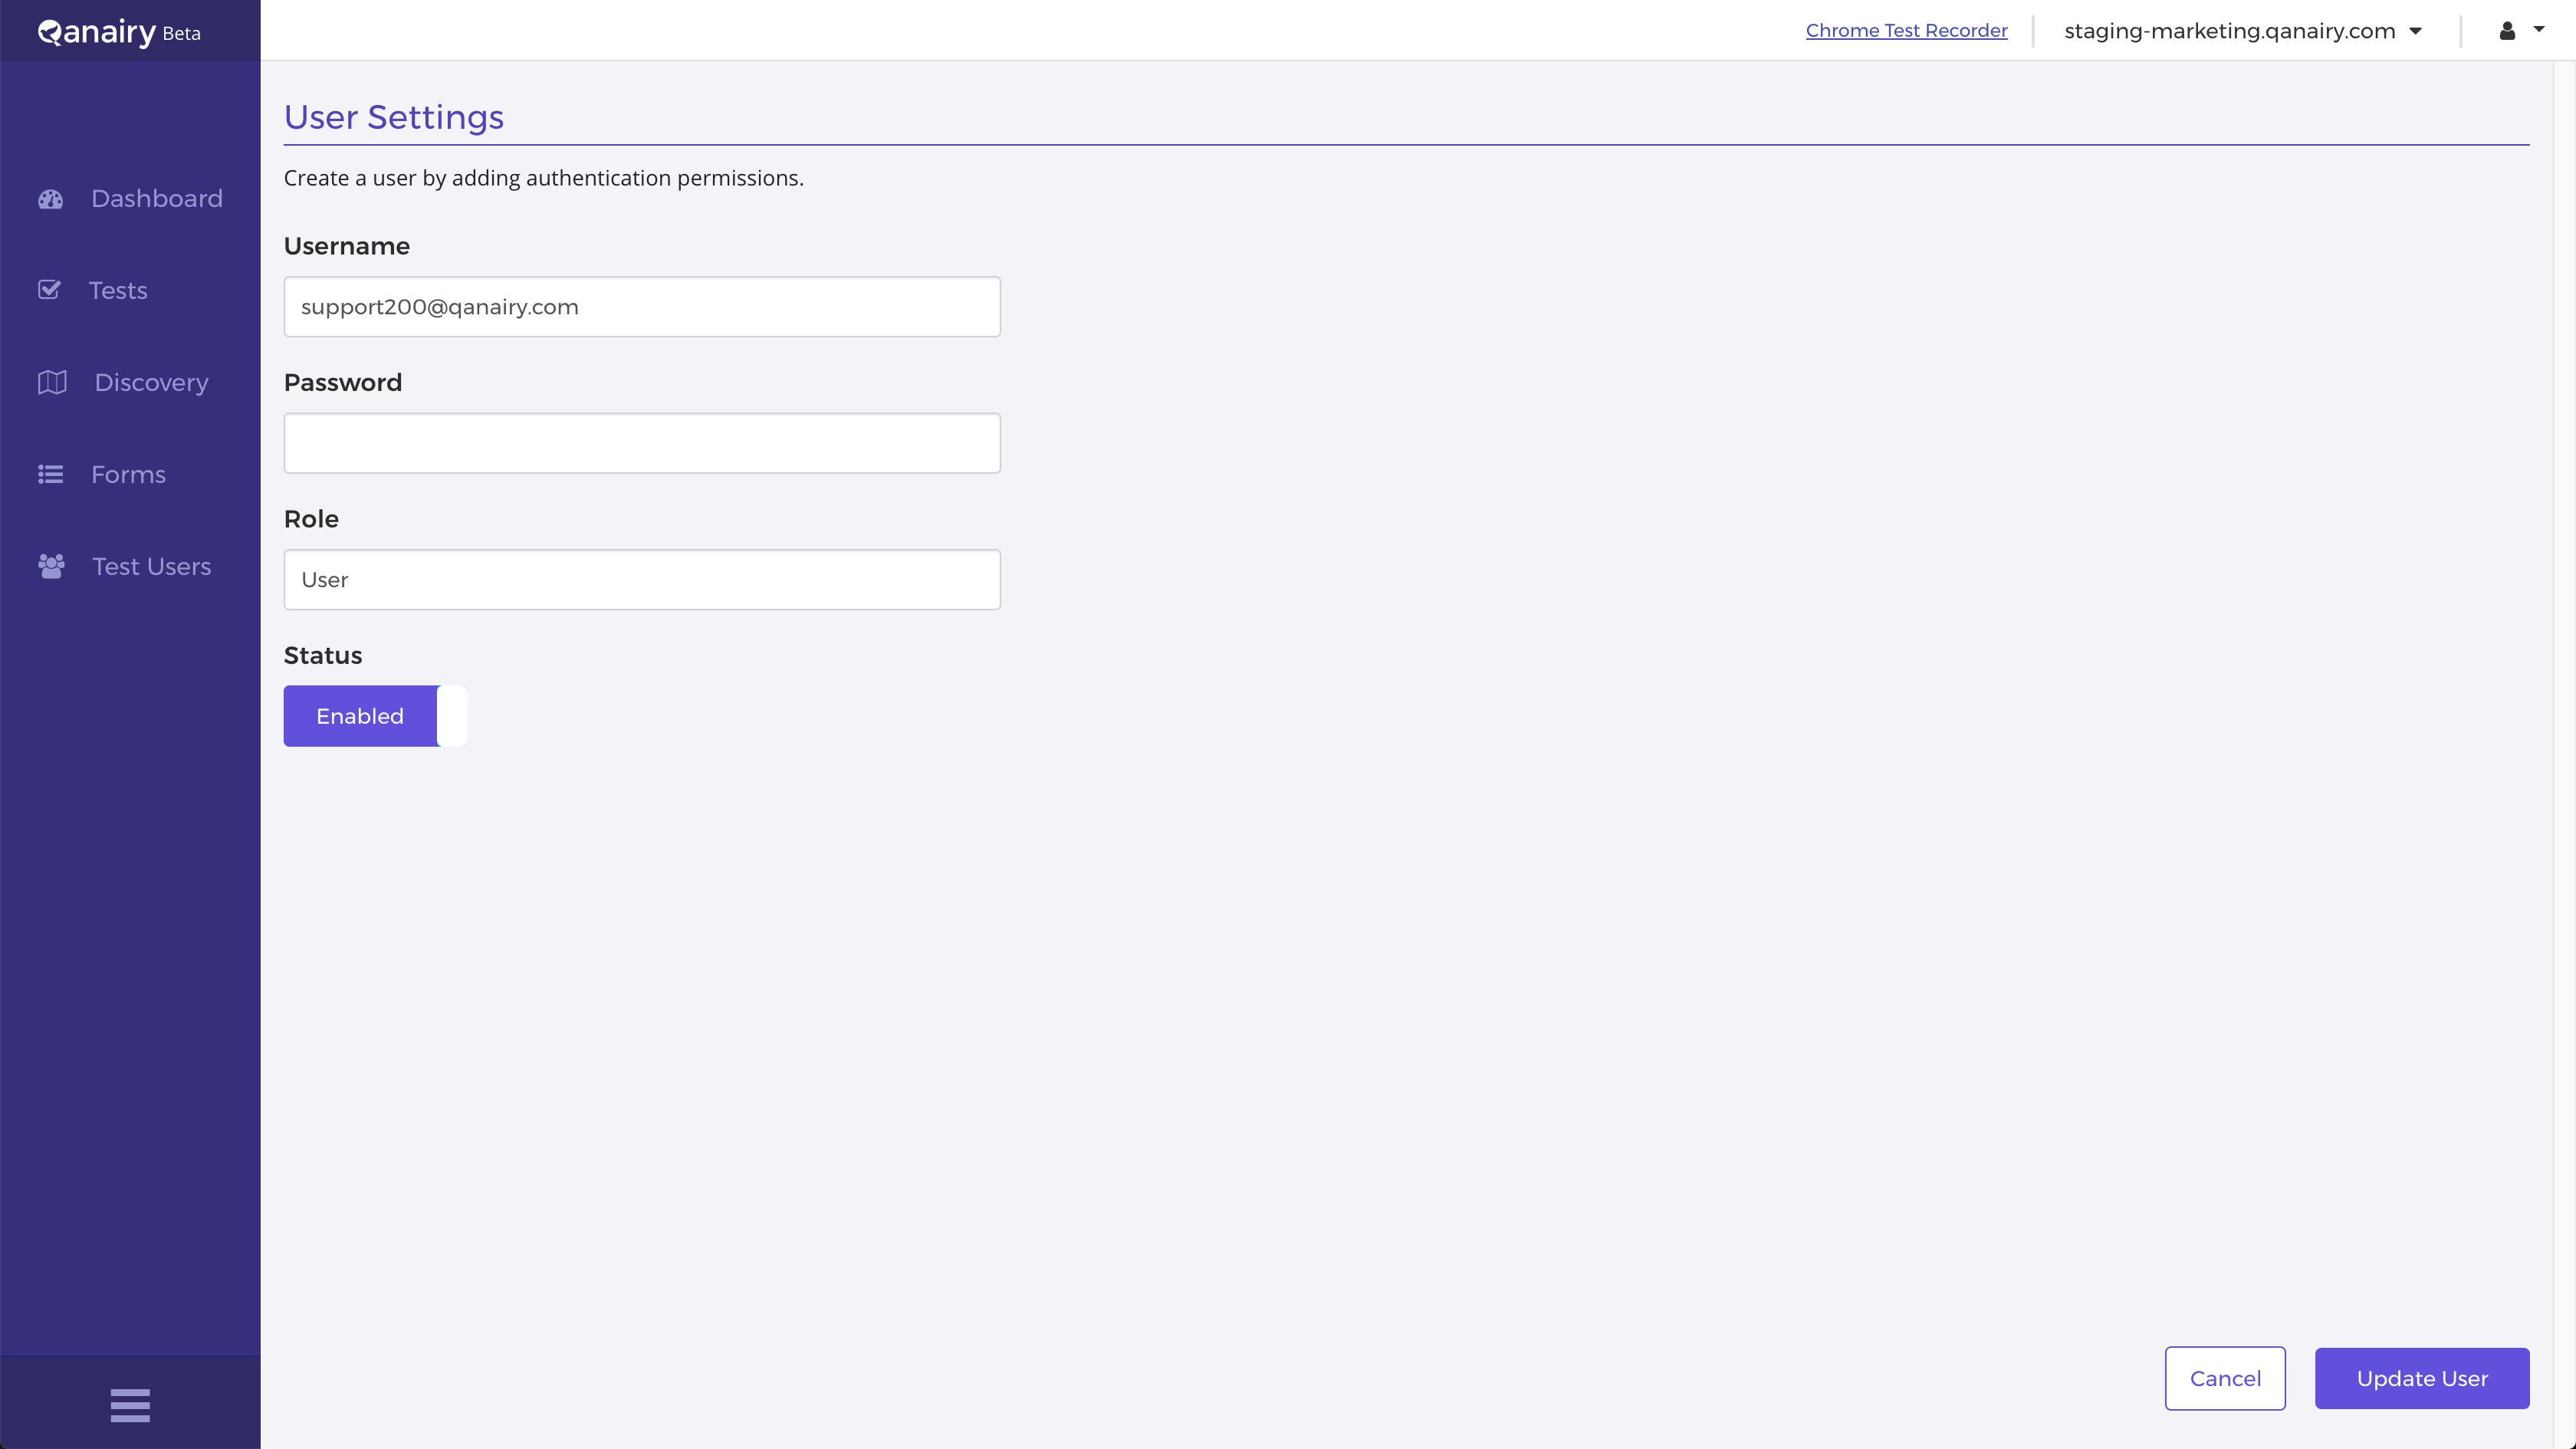 Qanairy Beta
Chrome Test Recorder
staging-marketing.qanairy.com
Dashboard
Tests
Discovery
Forms
Test Users
User Settings
Create a user by adding authentication permissions.
Username
support200@qanairy.com
Password
Role
User
Status
Enabled
Cancel
Update User